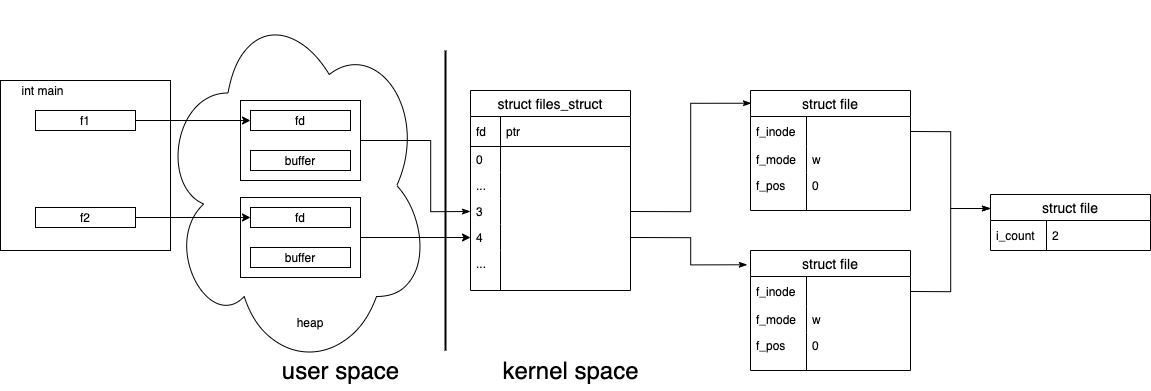 int main
f1
f2
fd
buffer
fd
buffer
heap
user space
kernel space
struct files_struct
fd ptr
0
...
3
4
...
struct file
f_inode
f_mode w
f_pos 0
struct file
f_inode
f_mode w
f_pos 0
struct file
i_count 2